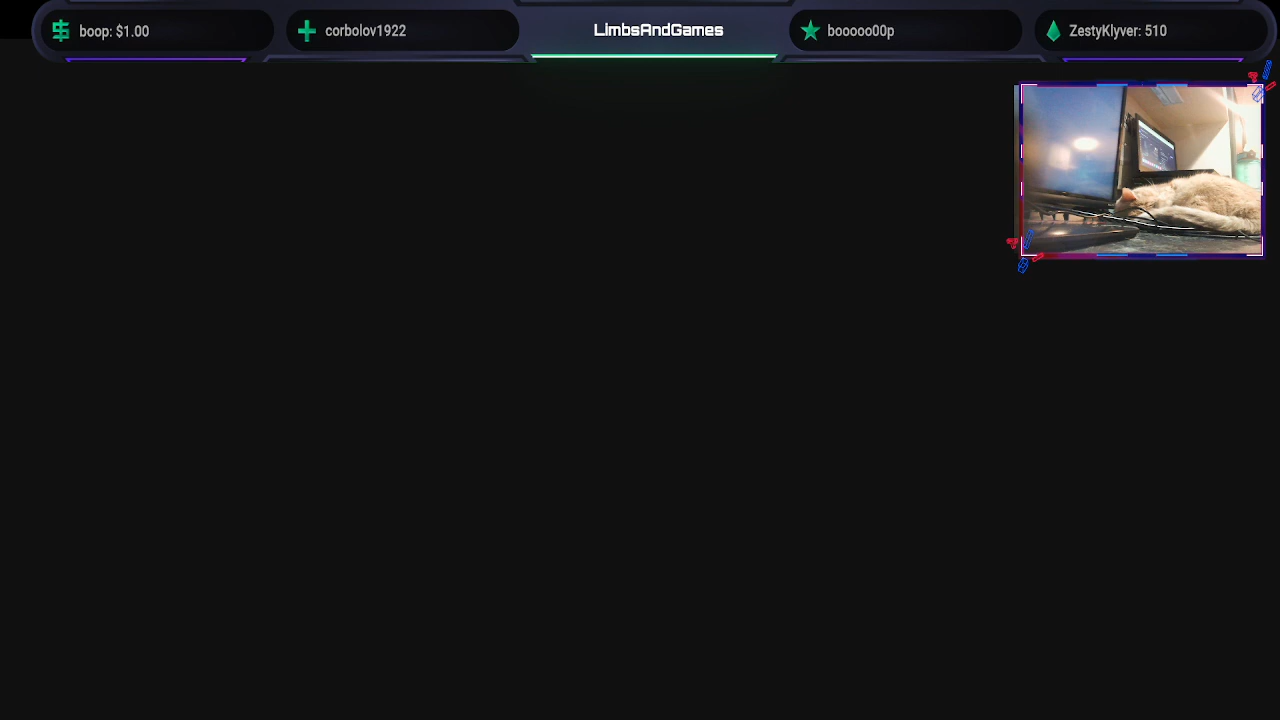 boop: $1.00
corbolov1922
LimbsAndGames
booooo00p
ZestyKlyver: 510